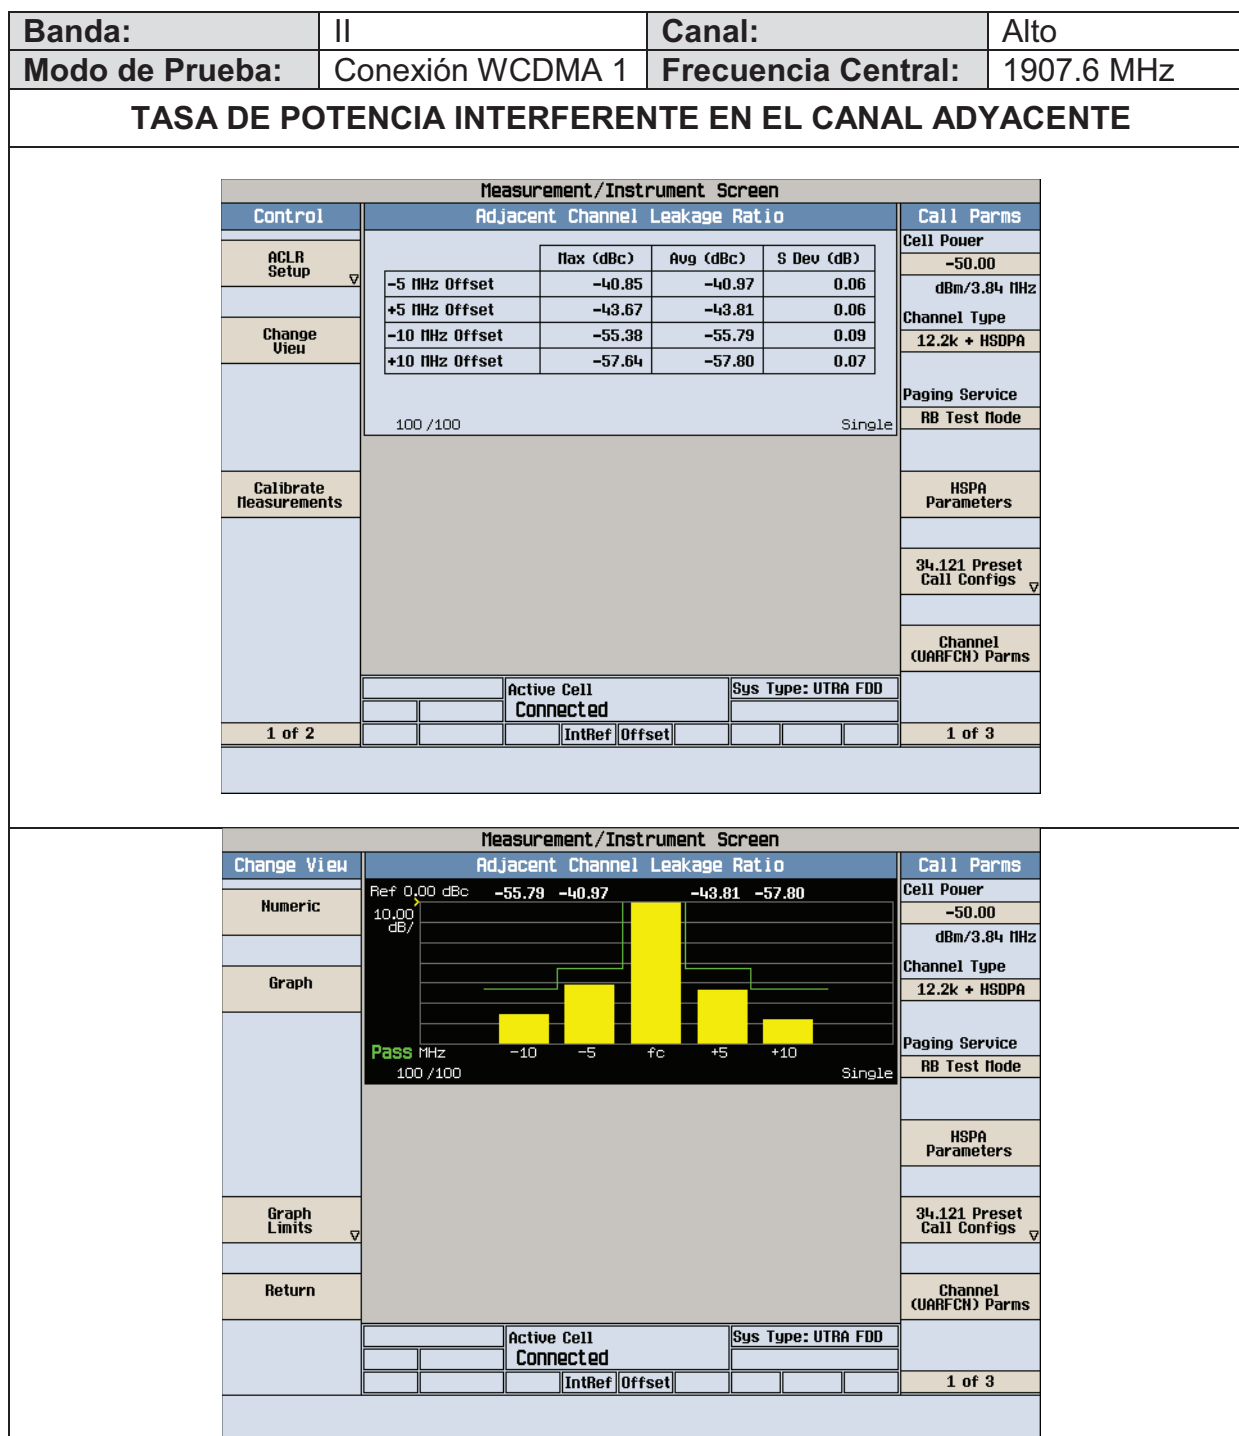 Banda: II Canal: Alto
Modo de Prueba: Conexión WCDMA 1 Frecuencia Central: 1907.6 MHz
TASA DE POTENCIA INTERFERENTE EN EL CANAL ADYACENTE
Measurement/Instrument Screen
Control Adjacent Channel Leakage Ratio Call Parms
ACLR
Setup
Change
View
Calibrate
Measurements
1 of 2
Max (dBc) Avg (dBc) S Dev (dB)
-5 MHz Offset -40.85 -40.97 0.06
+5 MHz Offset -43.67 -43.81 0.06
-10 MHz Offset -55.38 -55.79 0.09
+10 MHz Offset -57.64 -57.80 0.07
100 /100 Single
Active Cell Sys Type: UTRA FDD
Connected
IntRef Offset
Cell Power
-50.00
dBm/3.84 MHz
Channel Type
12.2k + HSDPA
Paging Service
RB Test Mode
HSPA
Parameters
34.121 Preset
Call Configs
Channel
(UARFCN) Parms
1 of 3
Measurement/Instrument Screen
Change View Adjacent Channel Leakage Ratio Call Parms
Numeric
Graph
Graph
Limits
Return
Ref 0.00 dBc -55.79 -40.97 -43.81 -57.80
10.00
dB/
Pass MHz -10 -5 fc +5 +10
100 /100 Single
Active Cell Sys Type: UTRA FDD
Connected
IntRef Offset
Cell Power
-50.00
dBm/3.84 MHz
Channel Type
12.2k + HSDPA
Paging Service
RB Test Mode
HSPA
Parameters
34.121 Preset
Call Configs
Channel
(UARFCN) Parms
1 of 3